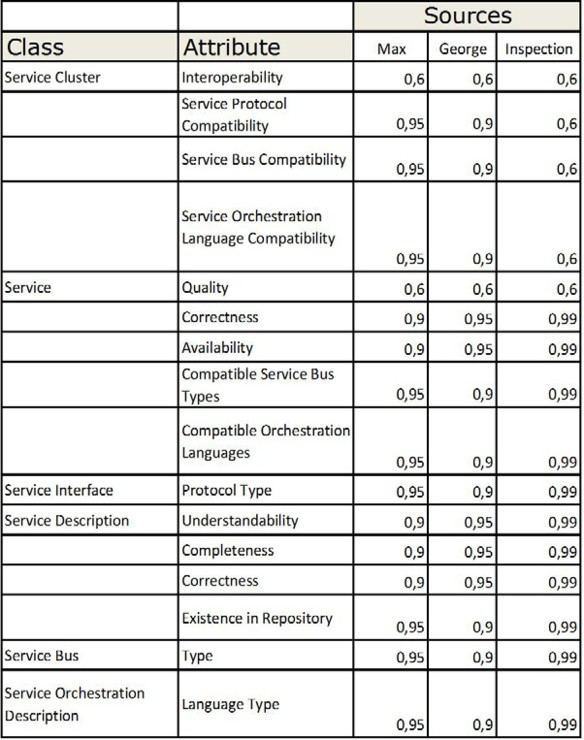 Sources
Class Attribute Max George Inspection
Service Cluster Interoperability 0,6 0,6 0,6
Service Protocol
Compatibility 0,95 0,9 0,6
Service Bus Compatibility 0,95 0,9 0,6
Service Orchestration
Language Compatibility 0,95 0,9 0,6
Service Quality 0,6 0,6 0,6
Correctness 0,9 0,95 0,99
Availability 0,9 0,95 0,99
Compatible Service Bus
Types 0,95 0,9 0,99
Compatible Orchestration
Languages 0,95 0,9 0,99
Service Interface Protocol Type 0,95 0,9 0,99
Service Description Understandability 0,9 0,95 0,99
Completeness 0,9 0,95 0,99
Correctness 0,9 0,95 0,99
Existence in Repository 0,95 0,9 0,99
Service Bus Type 0,95 0,9 0,99
Service Orchestration
Description Language Type 0,95 0,9 0,99